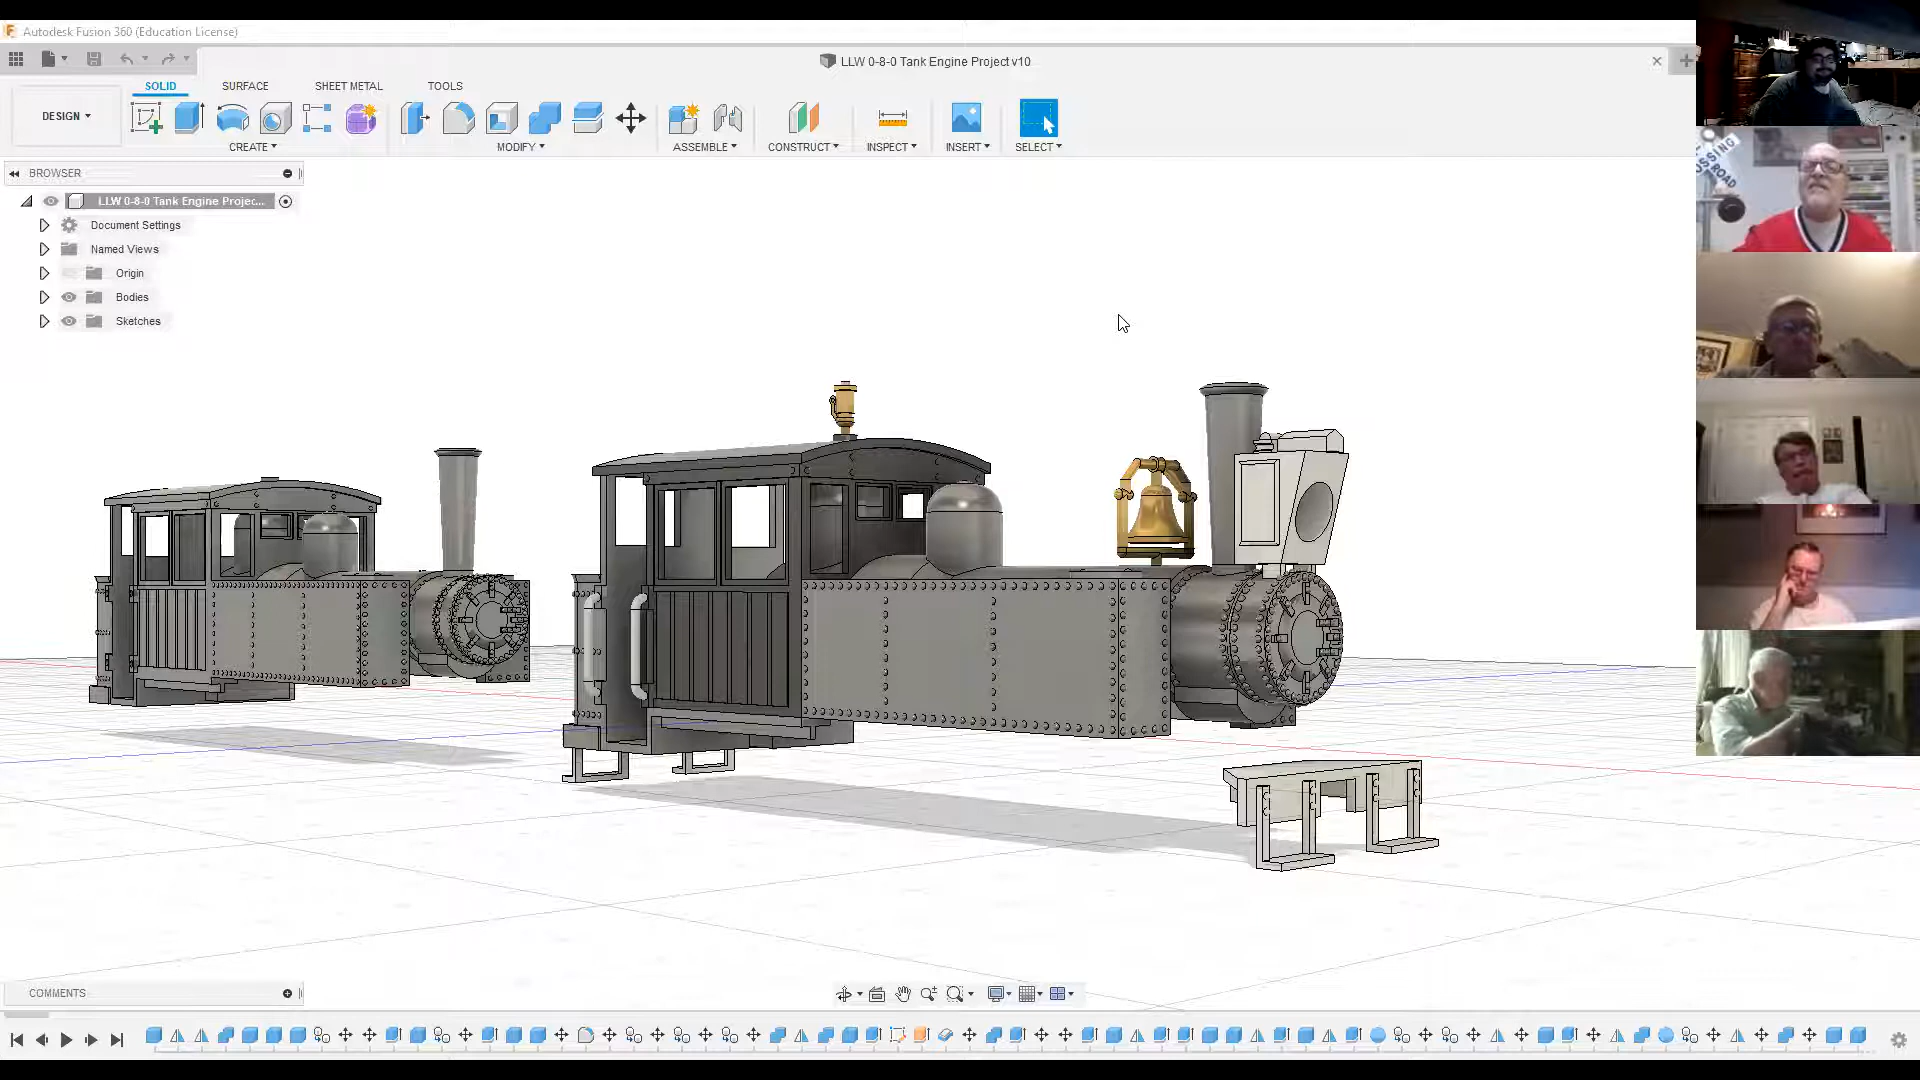 Autodesk Fusion 360 (Education License)
LLW 0-8-0 Tank Engine Project v10
SOLID SURFACE SHEET METAL TOOLS
DESIGN
CREATE MODIFY ASSEMBLE CONSTRUCT INSPECT INSERT SELECT
BROWSER
LLW 0-8-0 Tank Engine Projec...
Document Settings
Named Views
Origin
Bodies
Sketches
COMMENTS